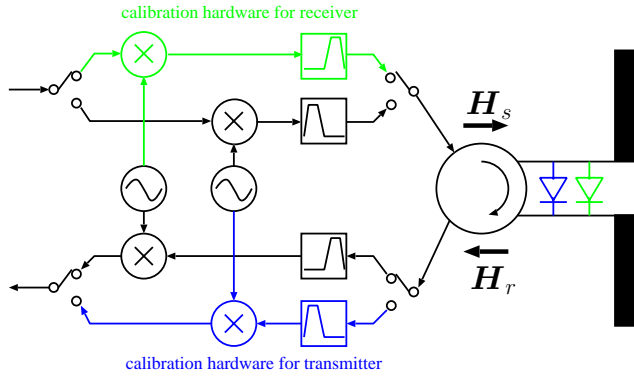 calibration hardware for receiver
H_s
H_r
calibration hardware for transmitter